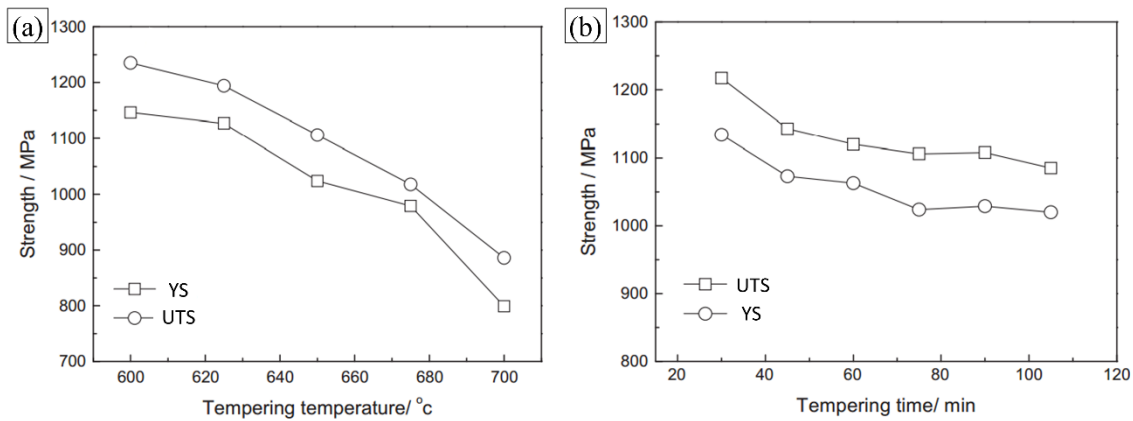 (a)
1300
1200
1100
1000
900
800
700
Strength / MPa
YS
UTS
600 620 640 660 680 700
Tempering temperature/ °c
(b)
1300
1200
1100
1000
900
800
Strength / MPa
UTS
YS
20 40 60 80 100 120
Tempering time/ min